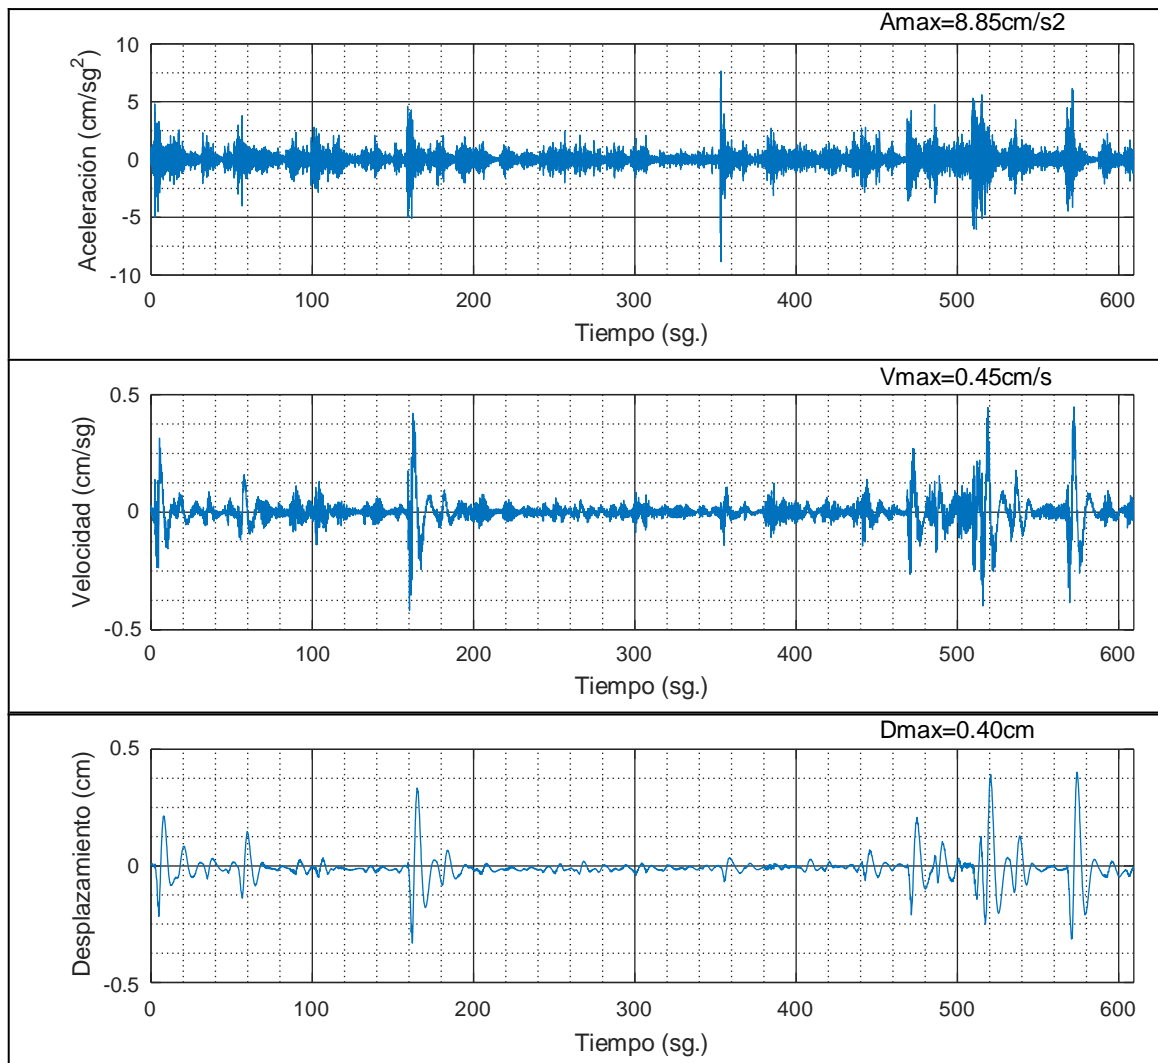 Amax=8.85cm/s2
Aceleración (cm/sg²)
10
5
0
-5
-10
0 100 200 300 400 500 600
Tiempo (sg.)
Vmax=0.45cm/s
Velocidad (cm/sg)
0.5
0
-0.5
0 100 200 300 400 500 600
Tiempo (sg.)
Dmax=0.40cm
Desplazamiento (cm)
0.5
0
-0.5
0 100 200 300 400 500 600
Tiempo (sg.)